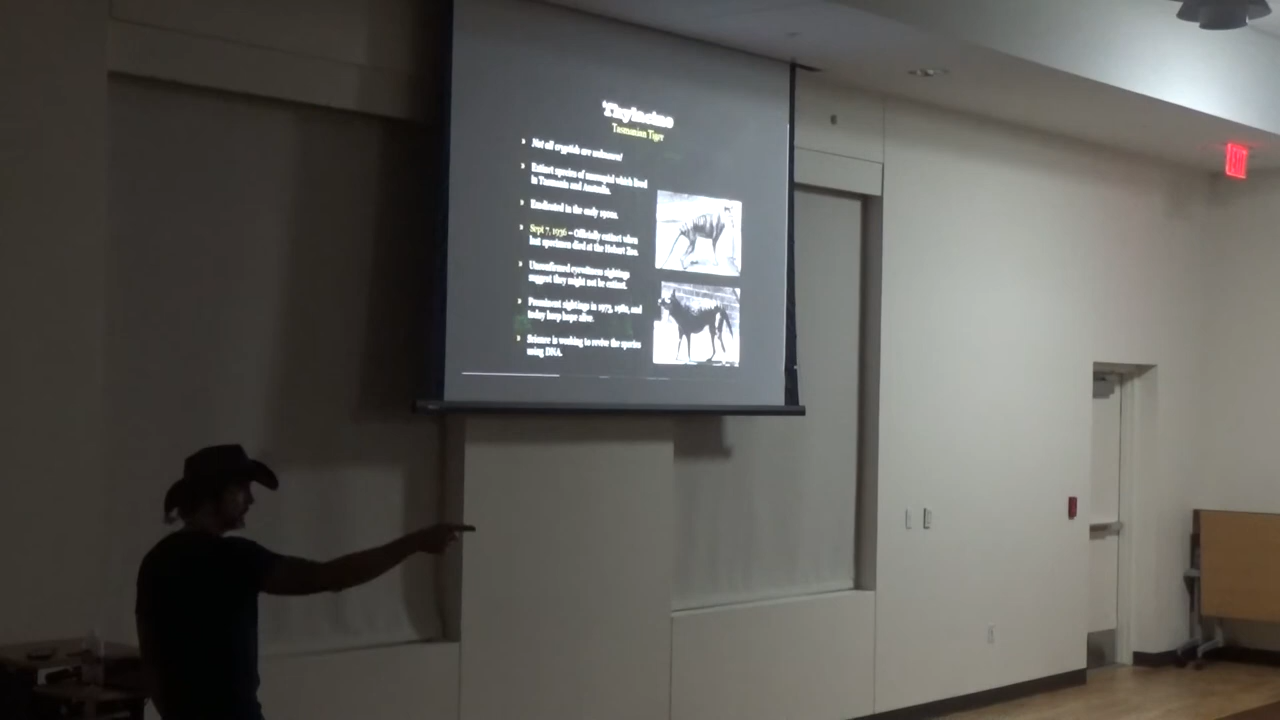 Thylacine
Tasmanian Tiger
Not all cryptids are unknown!
Extinct species of marsupial which lived
in Tasmania and Australia.
Eradicated in the early 1900s.
Sept 7, 1936 – Officially extinct when
last specimen died at the Hobart Zoo.
Unconfirmed eyewitness sightings
suggest they might not be extinct.
Prominent sightings in 1973, 1982, and
today keep hope alive.
Science is working to revive the species
using DNA.
EXIT